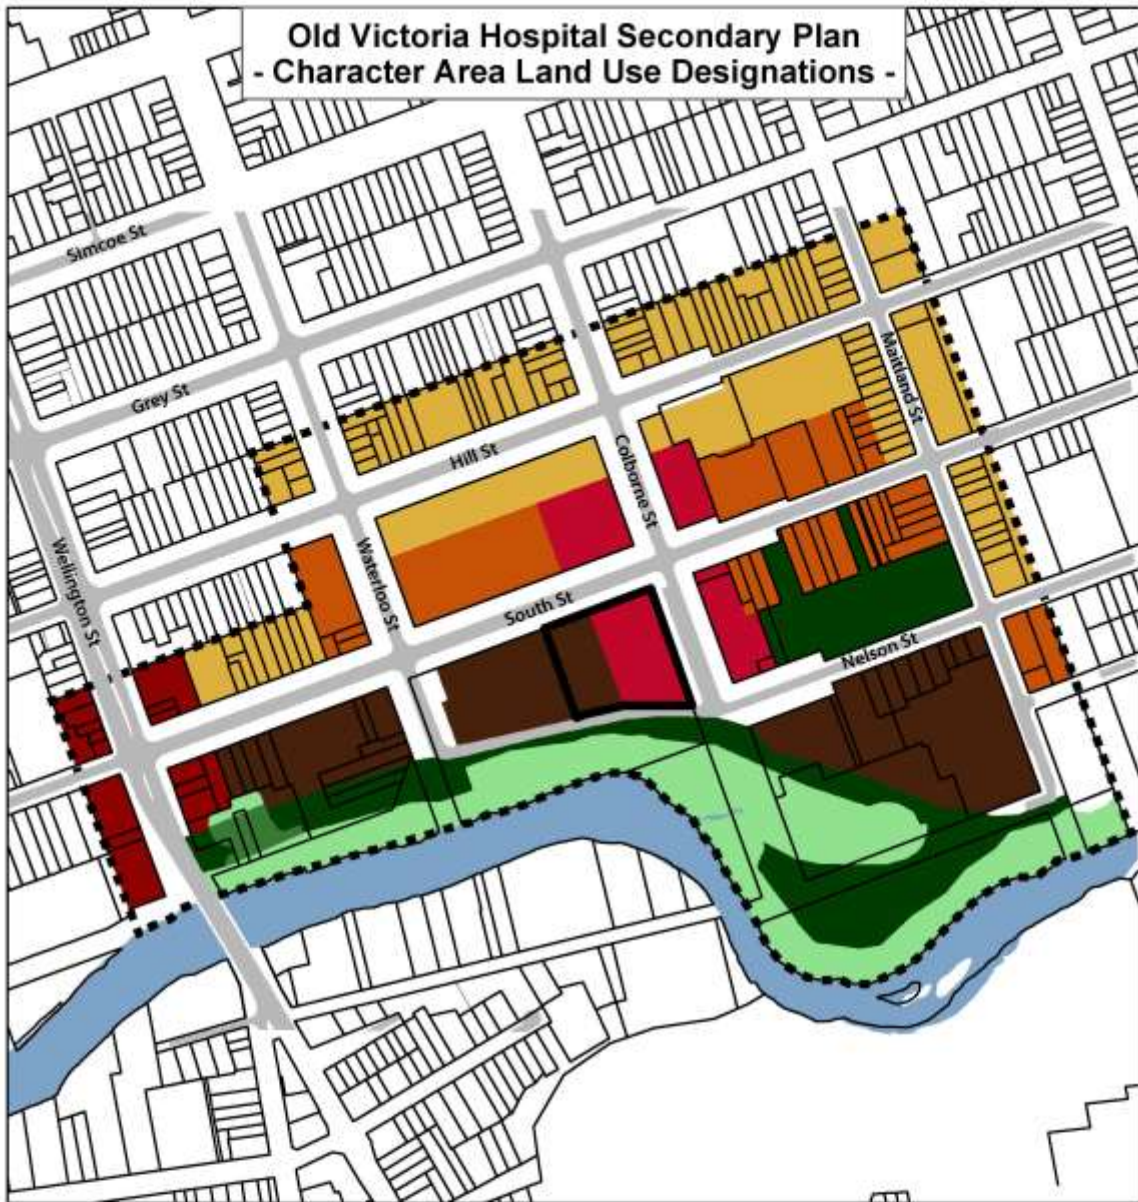 Old Victoria Hospital Secondary Plan
- Character Area Land Use Designations -
Simcoe St
Grey St
Maitland St
Hill St
Colborne St
Wellington St
Waterloo St
South St
Nelson St